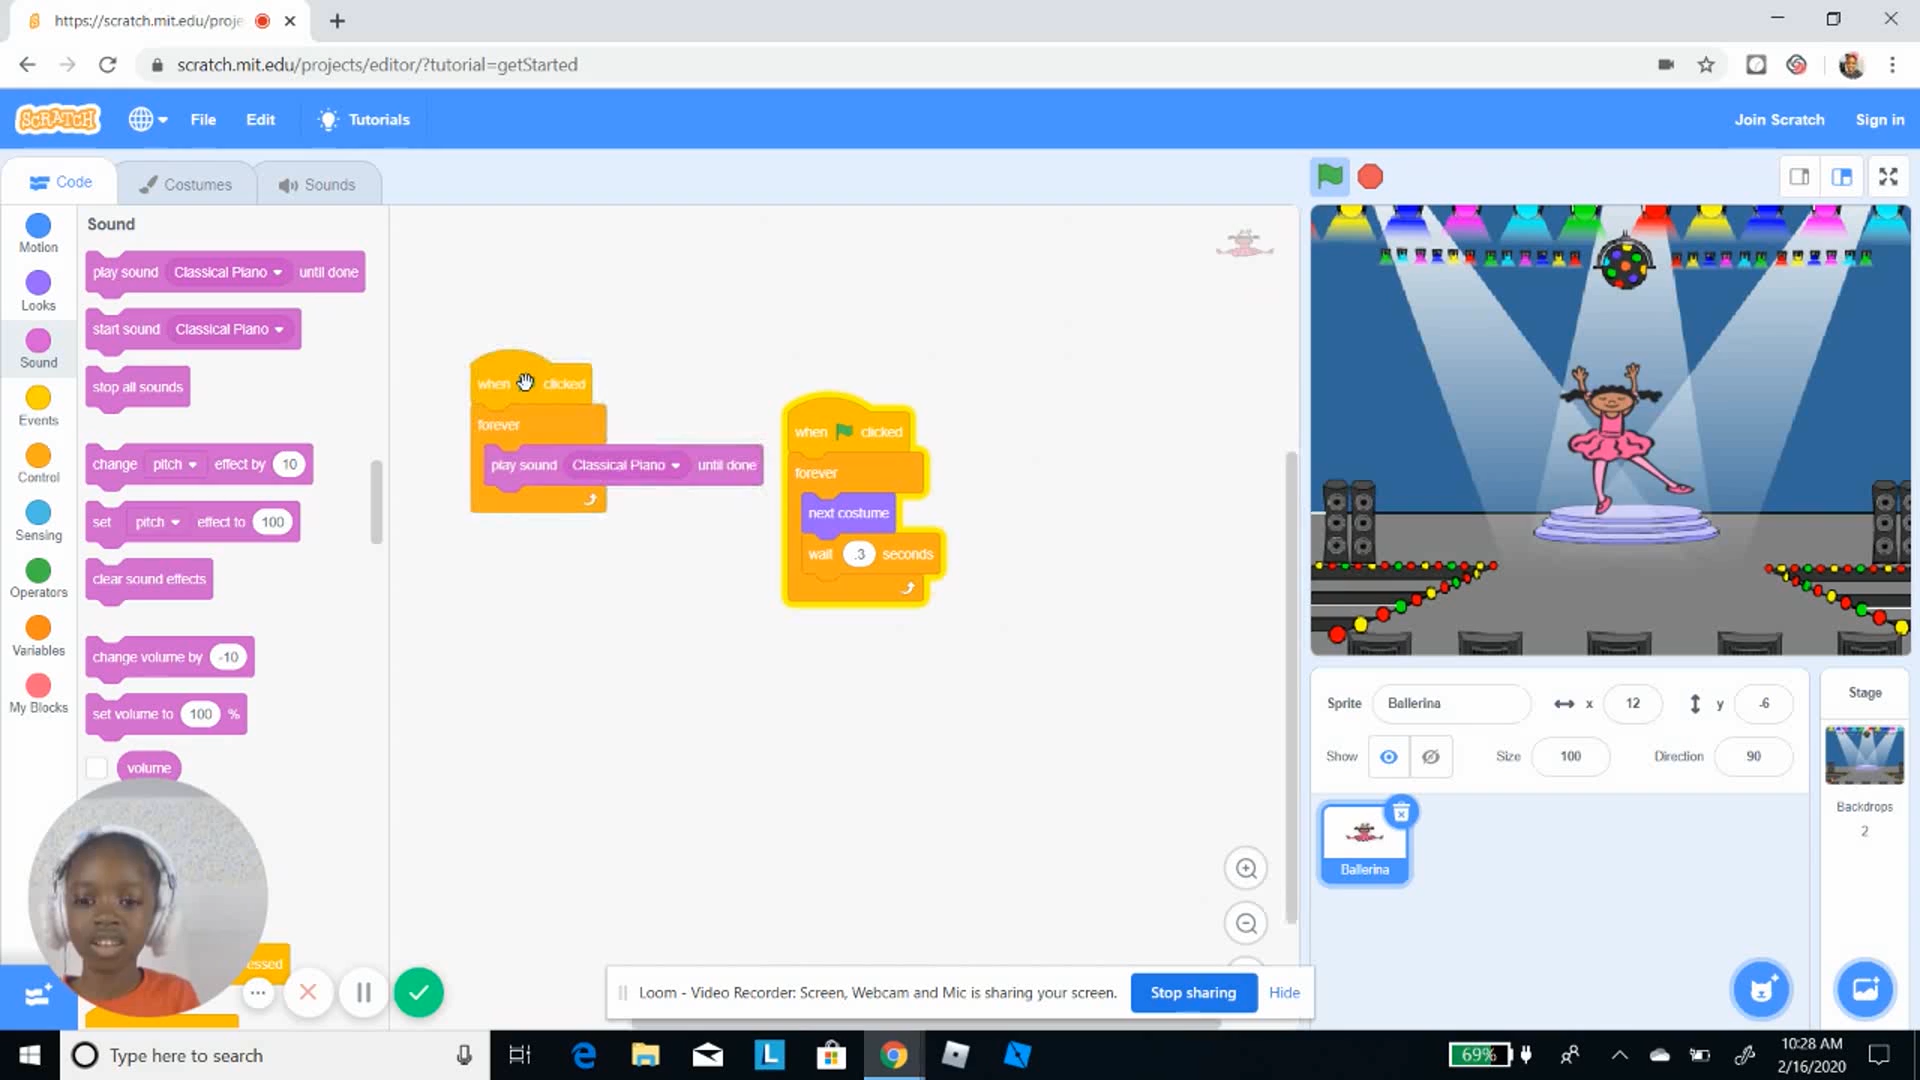 https://scratch.mit.edu/proje
scratch.mit.edu/projects/editor/?tutorial=getStarted
SCRATCH
File
Edit
Tutorials
Join Scratch
Sign in
Code
Costumes
Sounds
Motion
Looks
Sound
Events
Control
Sensing
Operators
Variables
My Blocks
Sound
play sound Classical Piano until done
start sound Classical Piano
stop all sounds
change pitch effect by 10
set pitch effect to 100
clear sound effects
change volume by -10
set volume to 100 %
volume
essed
when clicked
forever
play sound Classical Piano until done
when clicked
forever
next costume
wait .3 seconds
Sprite Ballerina x 12 y -6
Show Size 100 Direction 90
Ballerina
Stage
Backdrops
2
Loom - Video Recorder: Screen, Webcam and Mic is sharing your screen.
Stop sharing
Hide
Type here to search
L
69%
10:28 AM
2/16/2020